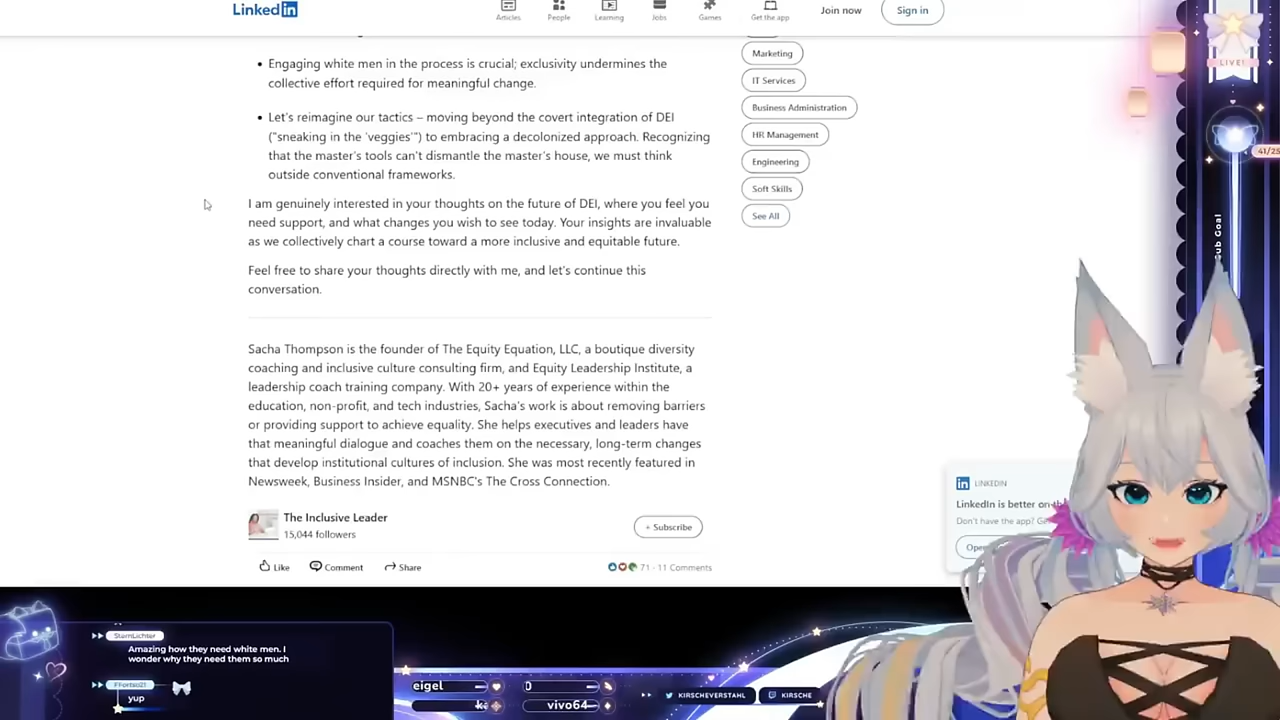 LinkedIn
Articles
People
Learning
Jobs
Games
Get the app
Join now
Sign in
• Engaging white men in the process is crucial; exclusivity undermines the
collective effort required for meaningful change.
• Let's reimagine our tactics – moving beyond the covert integration of DEI
("sneaking in the 'veggies'") to embracing a decolonized approach. Recognizing
that the master's tools can't dismantle the master's house, we must think
outside conventional frameworks.
I am genuinely interested in your thoughts on the future of DEI, where you feel you
need support, and what changes you wish to see today. Your insights are invaluable
as we collectively chart a course toward a more inclusive and equitable future.
Feel free to share your thoughts directly with me, and let's continue this
conversation.
Sacha Thompson is the founder of The Equity Equation, LLC, a boutique diversity
coaching and inclusive culture consulting firm, and Equity Leadership Institute, a
leadership coach training company. With 20+ years of experience within the
education, non-profit, and tech industries, Sacha's work is about removing barriers
or providing support to achieve equality. She helps executives and leaders have
that meaningful dialogue and coaches them on the necessary, long-term changes
that develop institutional cultures of inclusion. She was most recently featured in
Newsweek, Business Insider, and MSNBC's The Cross Connection.
The Inclusive Leader
15,044 followers
+ Subscribe
Like
Comment
Share
71 · 11 Comments
Marketing
IT Services
Business Administration
HR Management
Engineering
Soft Skills
See All
LINKEDIN
LinkedIn is better on
Don't have the app?
LIVE!
41/25
Sub Goal
StarnLichter
Amazing how they need white men. I
wonder why they need them so much
yup
eigel
0
vivo64
KIRSCHEVERSTAHL
KIRSCHE